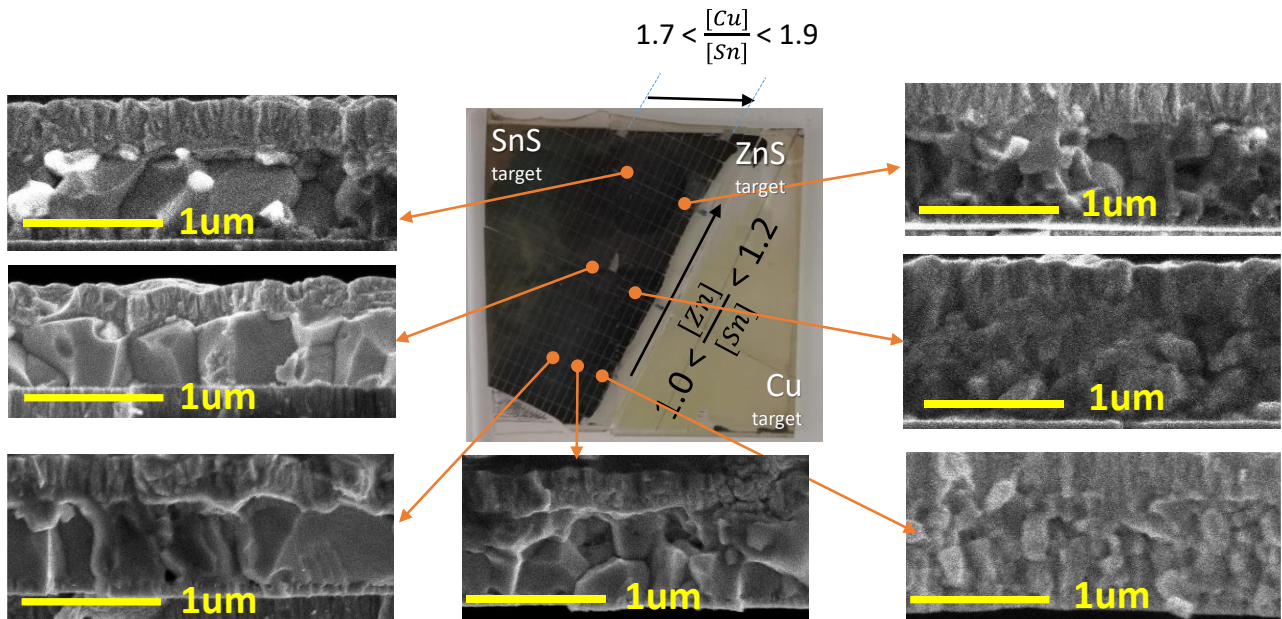 1.7 < [Cu]/[Sn] < 1.9
SnS
target
ZnS
target
1um
1um
1um
1um
1.0 < [Zn]/[Sn] < 1.2
1um
Cu
target
1um
1um
1um